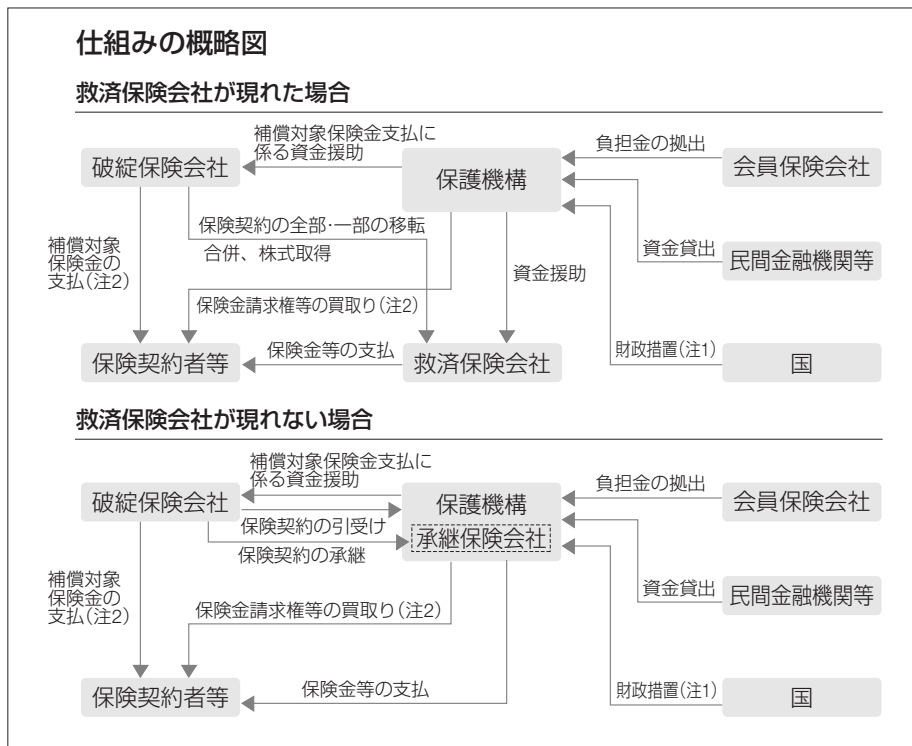 仕組みの概略図
救済保険会社が現れた場合
補償対象保険金支払に
係る資金援助
負担金の拠出
破綻保険会社
保護機構
会員保険会社
保険契約の全部･一部の移転
合併、株式取得
補償対象
保険金の
支払(注2)
資金援助
資金貸出
民間金融機関等
保険金請求権等の買取り(注2)
保険契約者等
保険金等の支払
救済保険会社
財政措置(注1)
国
救済保険会社が現れない場合
補償対象保険金支払に
係る資金援助
負担金の拠出
破綻保険会社
保護機構
会員保険会社
保険契約の引受け
承継保険会社
保険契約の承継
補償対象
保険金の
支払(注2)
資金貸出
民間金融機関等
保険金請求権等の買取り(注2)
保険契約者等
保険金等の支払
財政措置(注1)
国